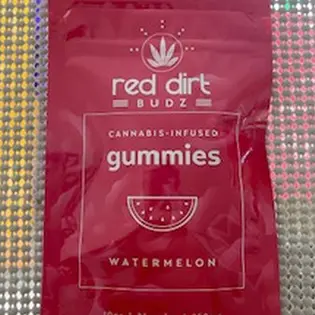 red dirt
BUDZ
CANNABIS-INFUSED
gummies
WATERMELON